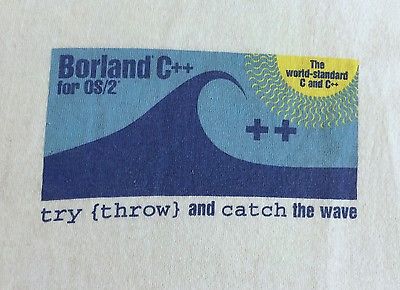 Borland® C++
for OS/2®
The
world-standard
C and C++
++
try {throw} and catch the wave